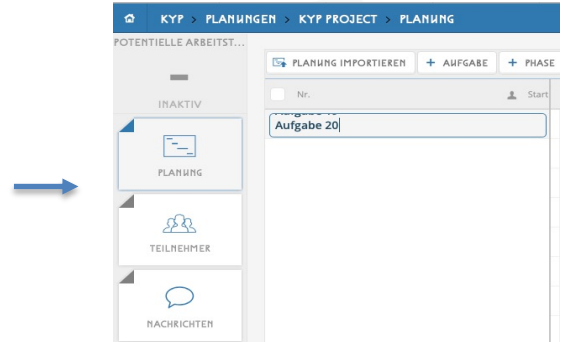 KYP > PLANUNGEN > KYP PROJECT > PLANUNG
POTENTIELLE ARBEITST...
PLANUNG IMPORTIEREN + AUFGABE + PHASE
INAKTIV
Nr. Start
Aufgabe 20
PLANUNG
TEILNEHMER
NACHRICHTEN